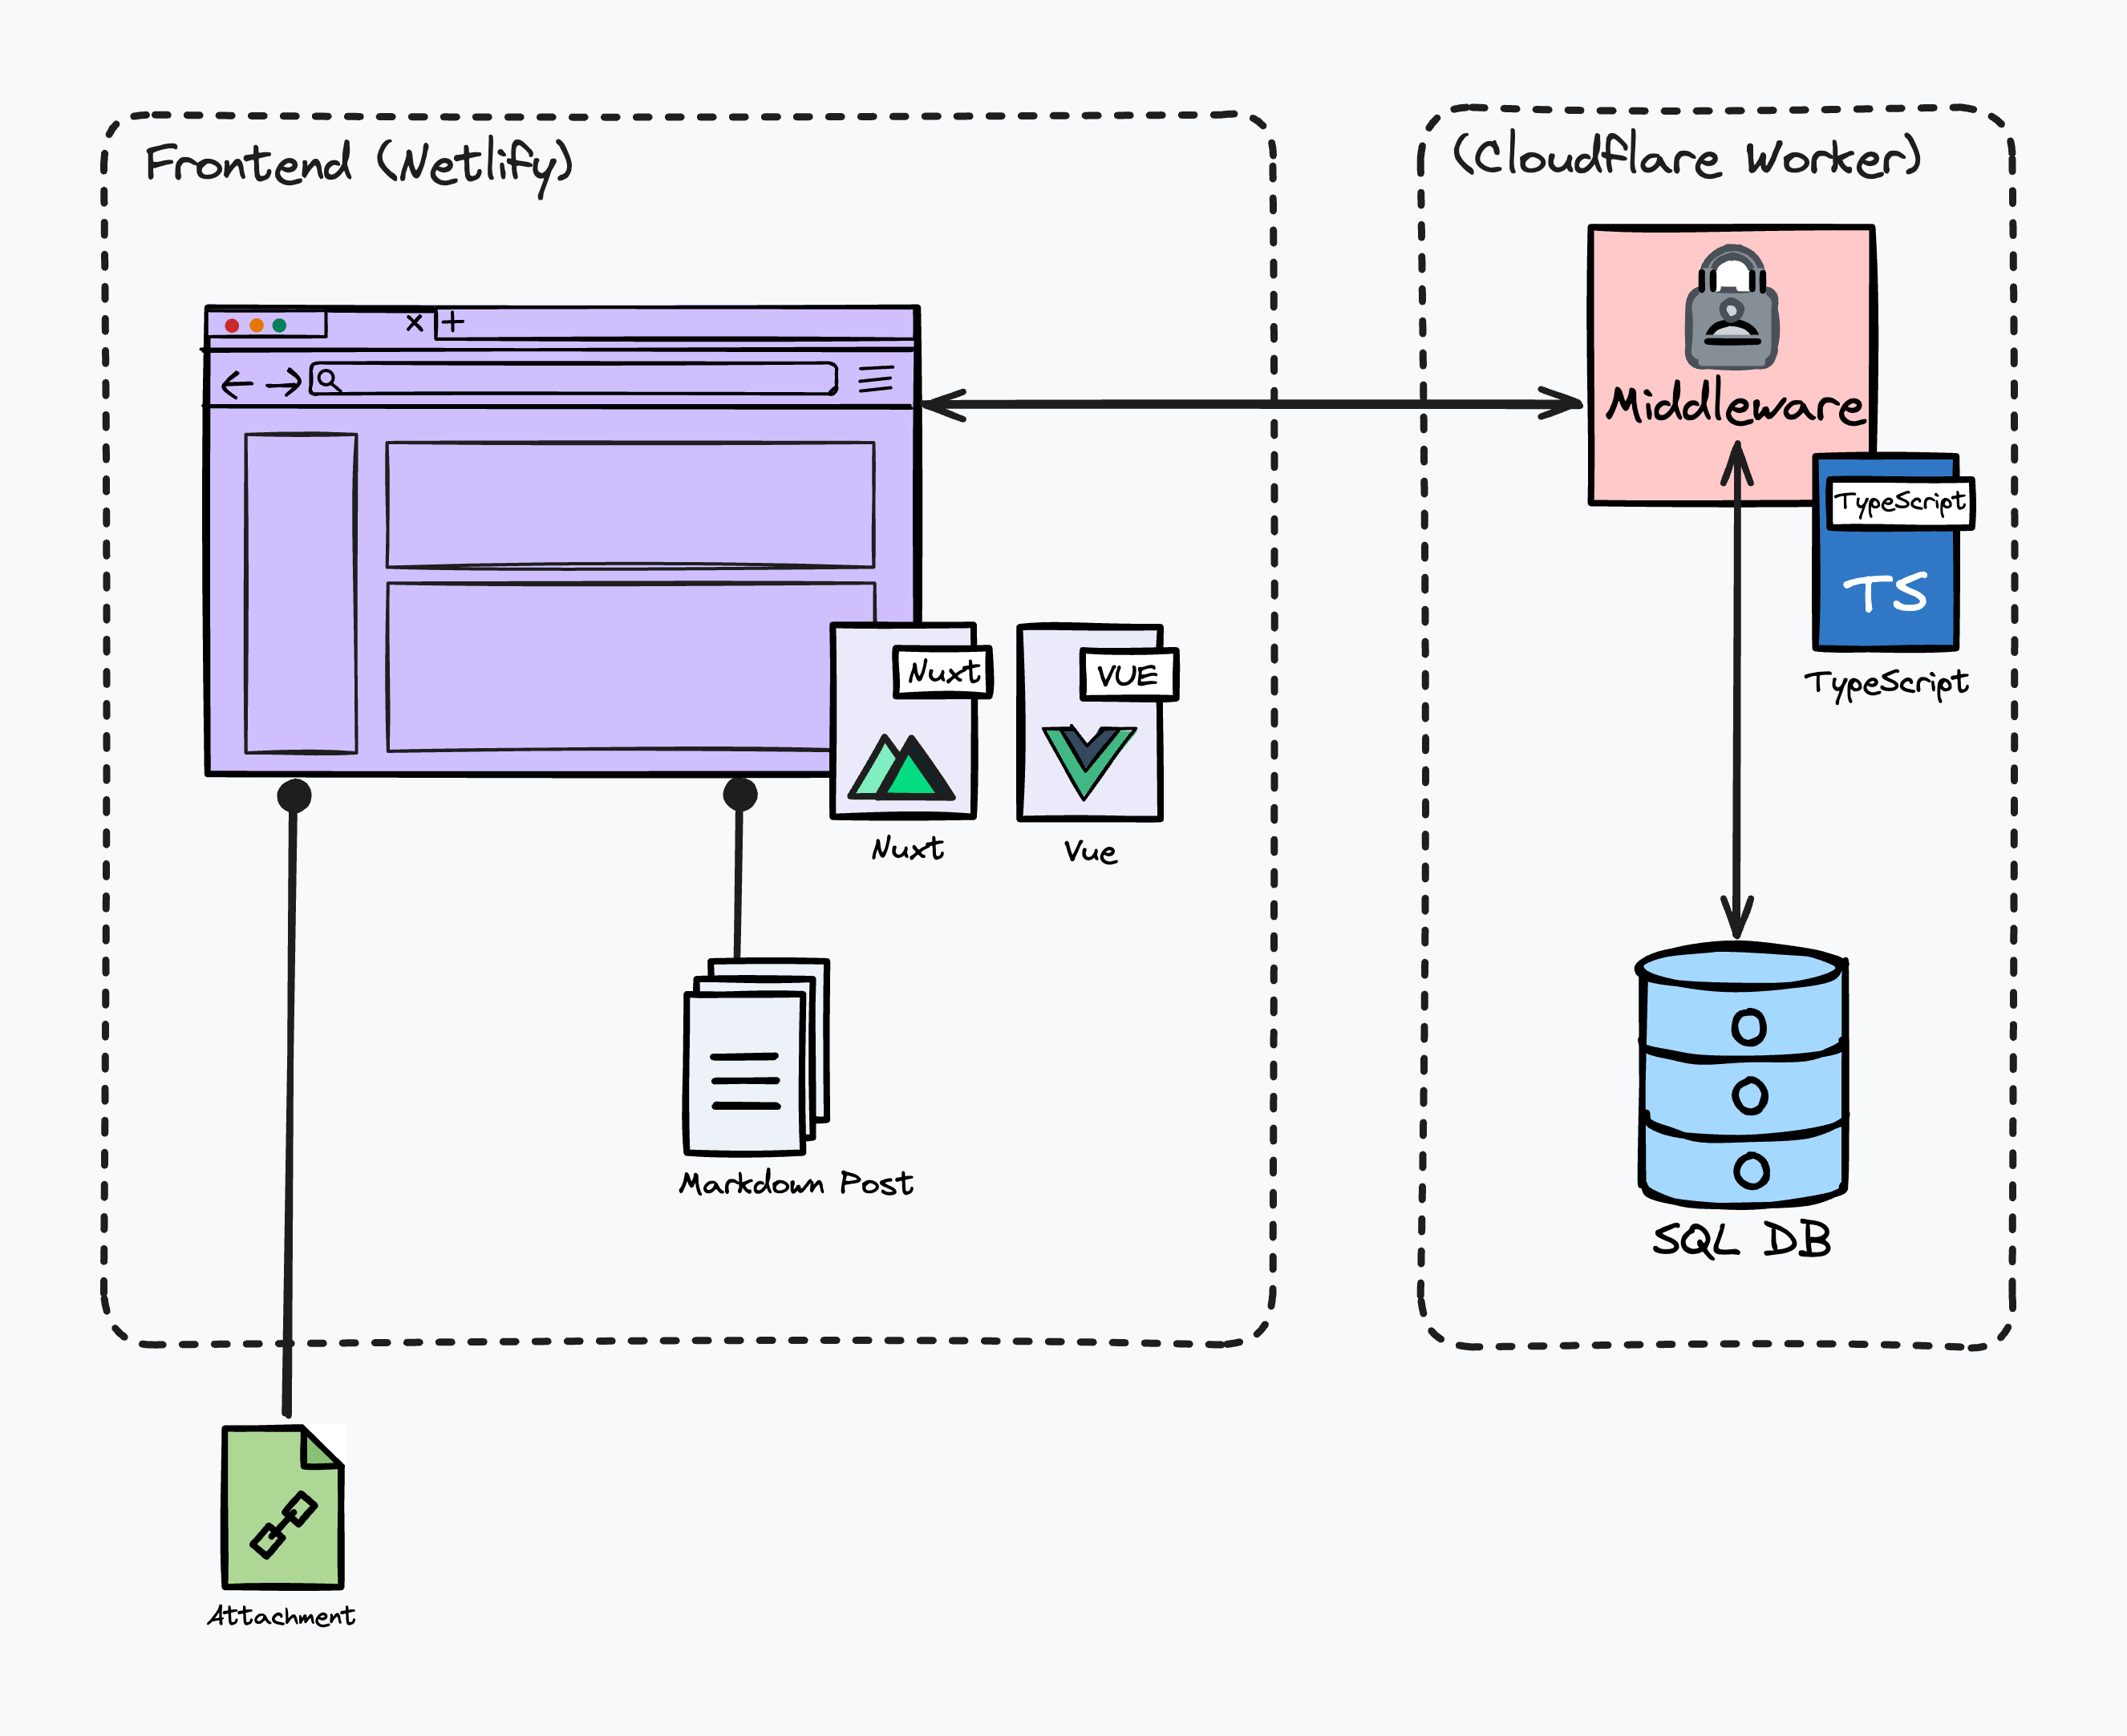 Frontend (Netlify)
(Cloudflare Worker)
Middleware
TypeScript
TS
TypeScript
Nuxt
VUE
Nuxt
Vue
Markdown Post
SQL DB
Attachment